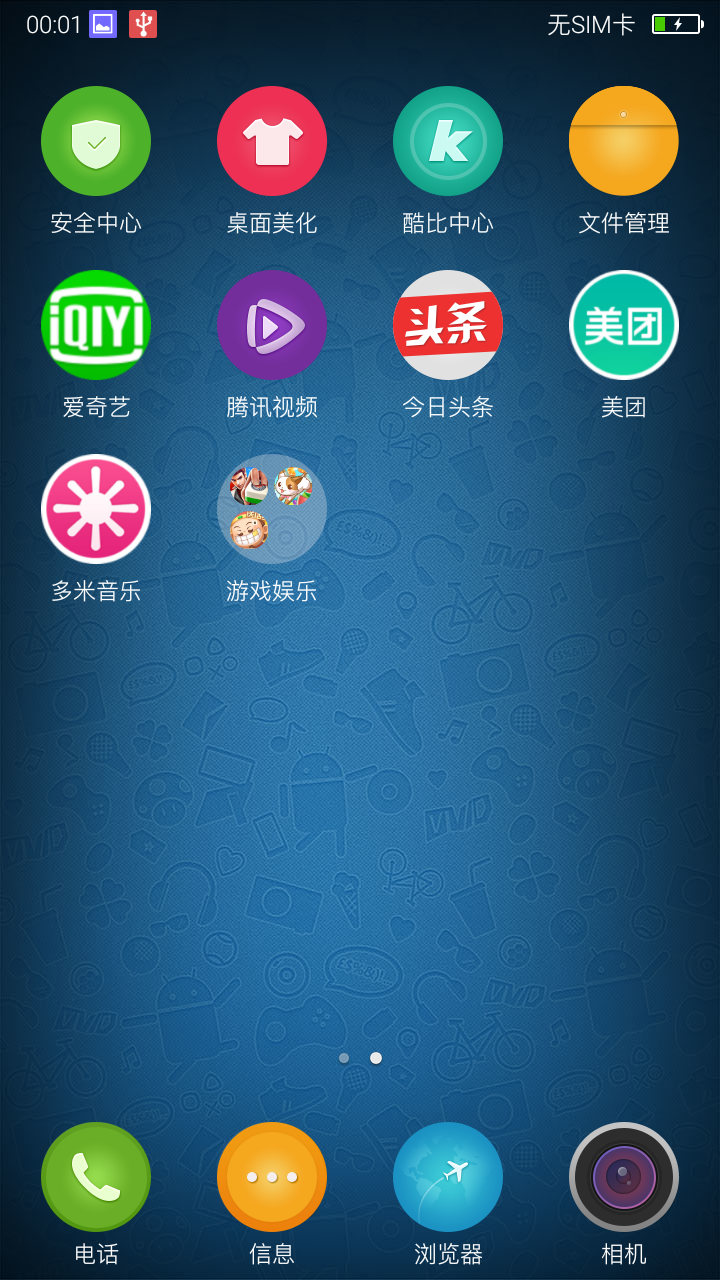 00:01
无SIM卡
安全中心
桌面美化
k
酷比中心
文件管理
iQIYI
爱奇艺
腾讯视频
头条
今日头条
美团
美团
多米音乐
游戏娱乐
电话
信息
浏览器
相机